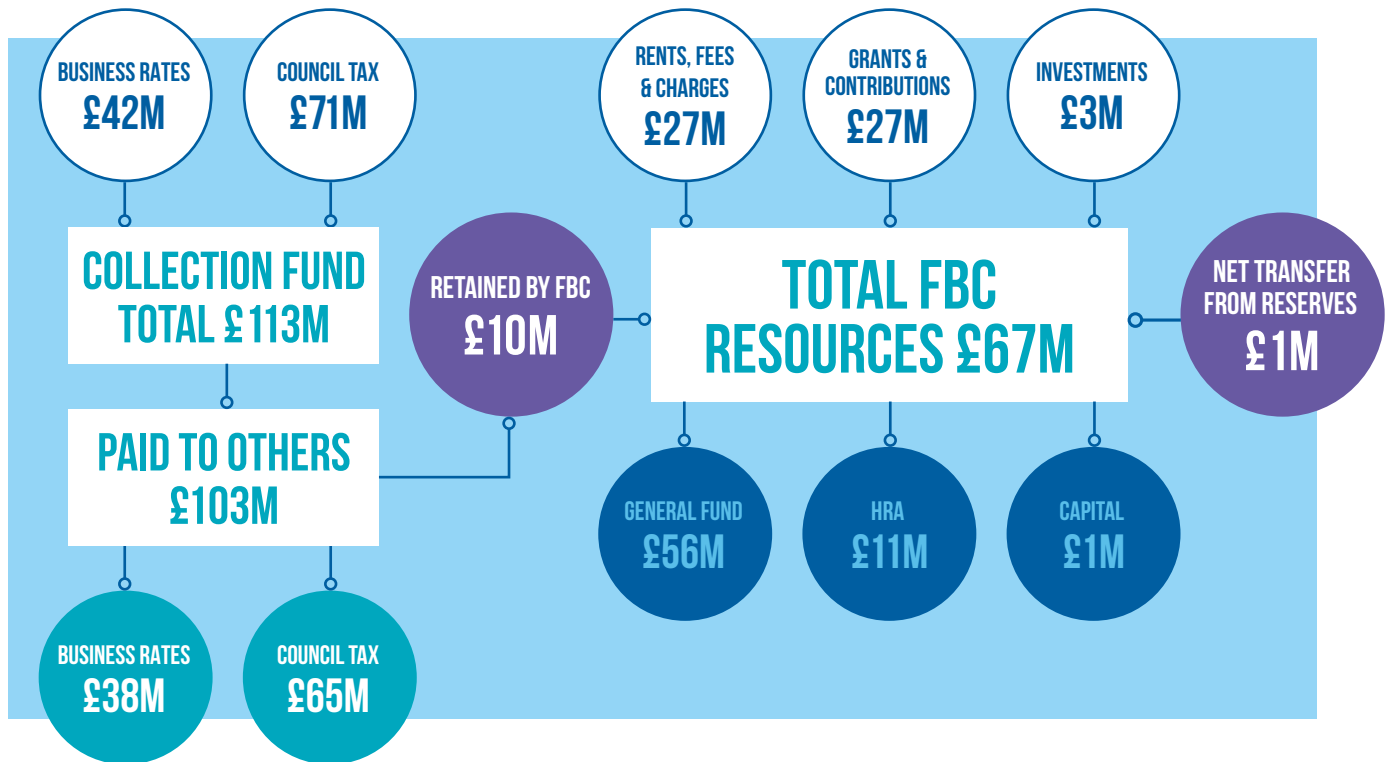 BUSINESS RATES
£42M
COUNCIL TAX
£71M
RENTS, FEES
& CHARGES
£27M
GRANTS &
CONTRIBUTIONS
£27M
INVESTMENTS
£3M
COLLECTION FUND
TOTAL £113M
RETAINED BY FBC
£10M
TOTAL FBC
RESOURCES £67M
NET TRANSFER
FROM RESERVES
£1M
PAID TO OTHERS
£103M
GENERAL FUND
£56M
HRA
£11M
CAPITAL
£1M
BUSINESS RATES
£38M
COUNCIL TAX
£65M